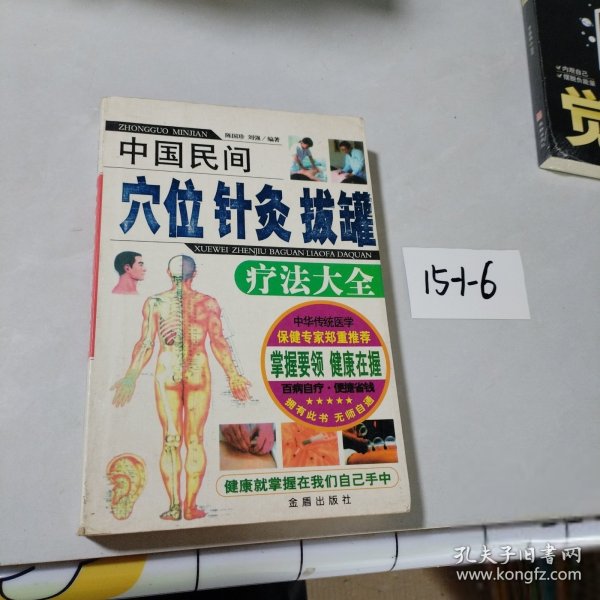 ZHONGGUO MINJIAN
陈国珍 刘强/编著
中国民间
穴位 针灸 拔罐
XUEWEI ZHENJIU BAGUAN LIAOFA DAQUAN
疗法大全
中华传统医学
保健专家郑重推荐
掌握要领 健康在握
百病自疗·便捷省钱
★★★★★
拥有此书 无师自通
健康就掌握在我们自己手中
金盾出版社
15-1-6
孔夫子旧书网
www.kongfz.com